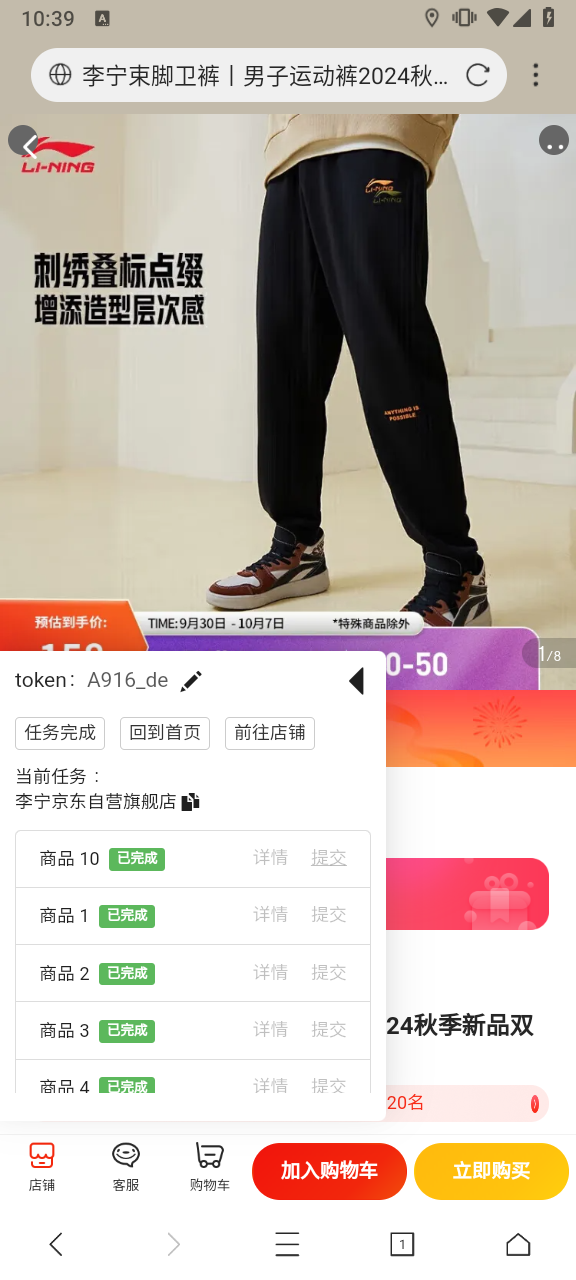 10:39
A
李宁束脚卫裤丨男子运动裤2024秋...
LI-NING
刺绣叠标点缀
增添造型层次感
LI-NING
ANYTHING IS
POSSIBLE
预估到手价:
TIME:9月30日 - 10月7日
*特殊商品除外
0-50
1/8
token: A916_de
任务完成
回到首页
前往店铺
当前任务：
李宁京东自营旗舰店
商品 10 已完成 详情 提交
商品 1 已完成 详情 提交
商品 2 已完成 详情 提交
商品 3 已完成 详情 提交
24秋季新品双
商品 4 已完成 详情 提交
20名
店铺
客服
购物车
加入购物车
立即购买
1